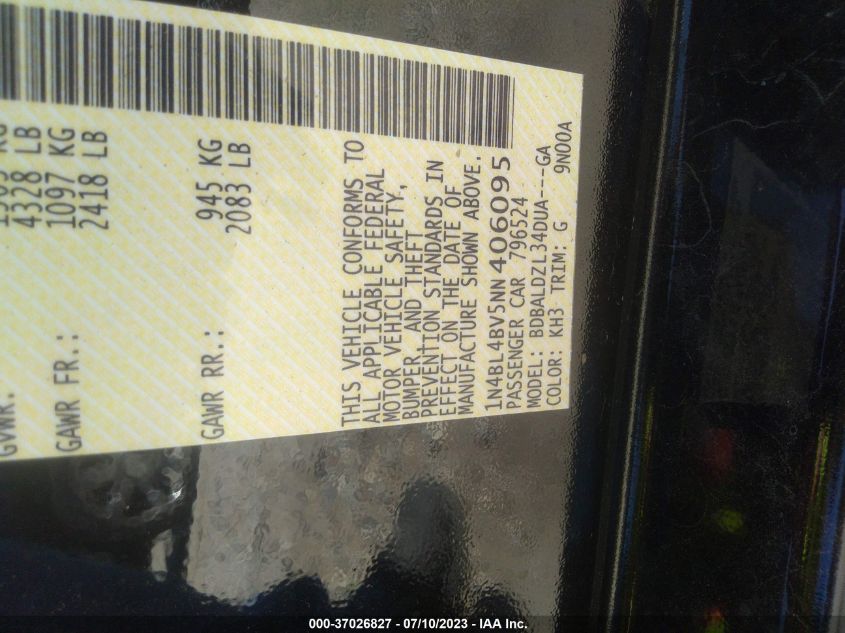 GVWR:
4328 LB
GAWR FR.: 1097 KG
2418 LB
GAWR RR.: 945 KG
2083 LB
THIS VEHICLE CONFORMS TO
ALL APPLICABLE FEDERAL
MOTOR VEHICLE SAFETY,
BUMPER, AND THEFT
PREVENTION STANDARDS IN
EFFECT ON THE DATE OF
MANUFACTURE SHOWN ABOVE.
1N4BL4BV5NN406095
PASSENGER CAR 796524
MODEL: BDBALDZL34DUA---GA
COLOR: KH3 TRIM: G 9N00A
000-37026827 - 07/10/2023 - IAA Inc.